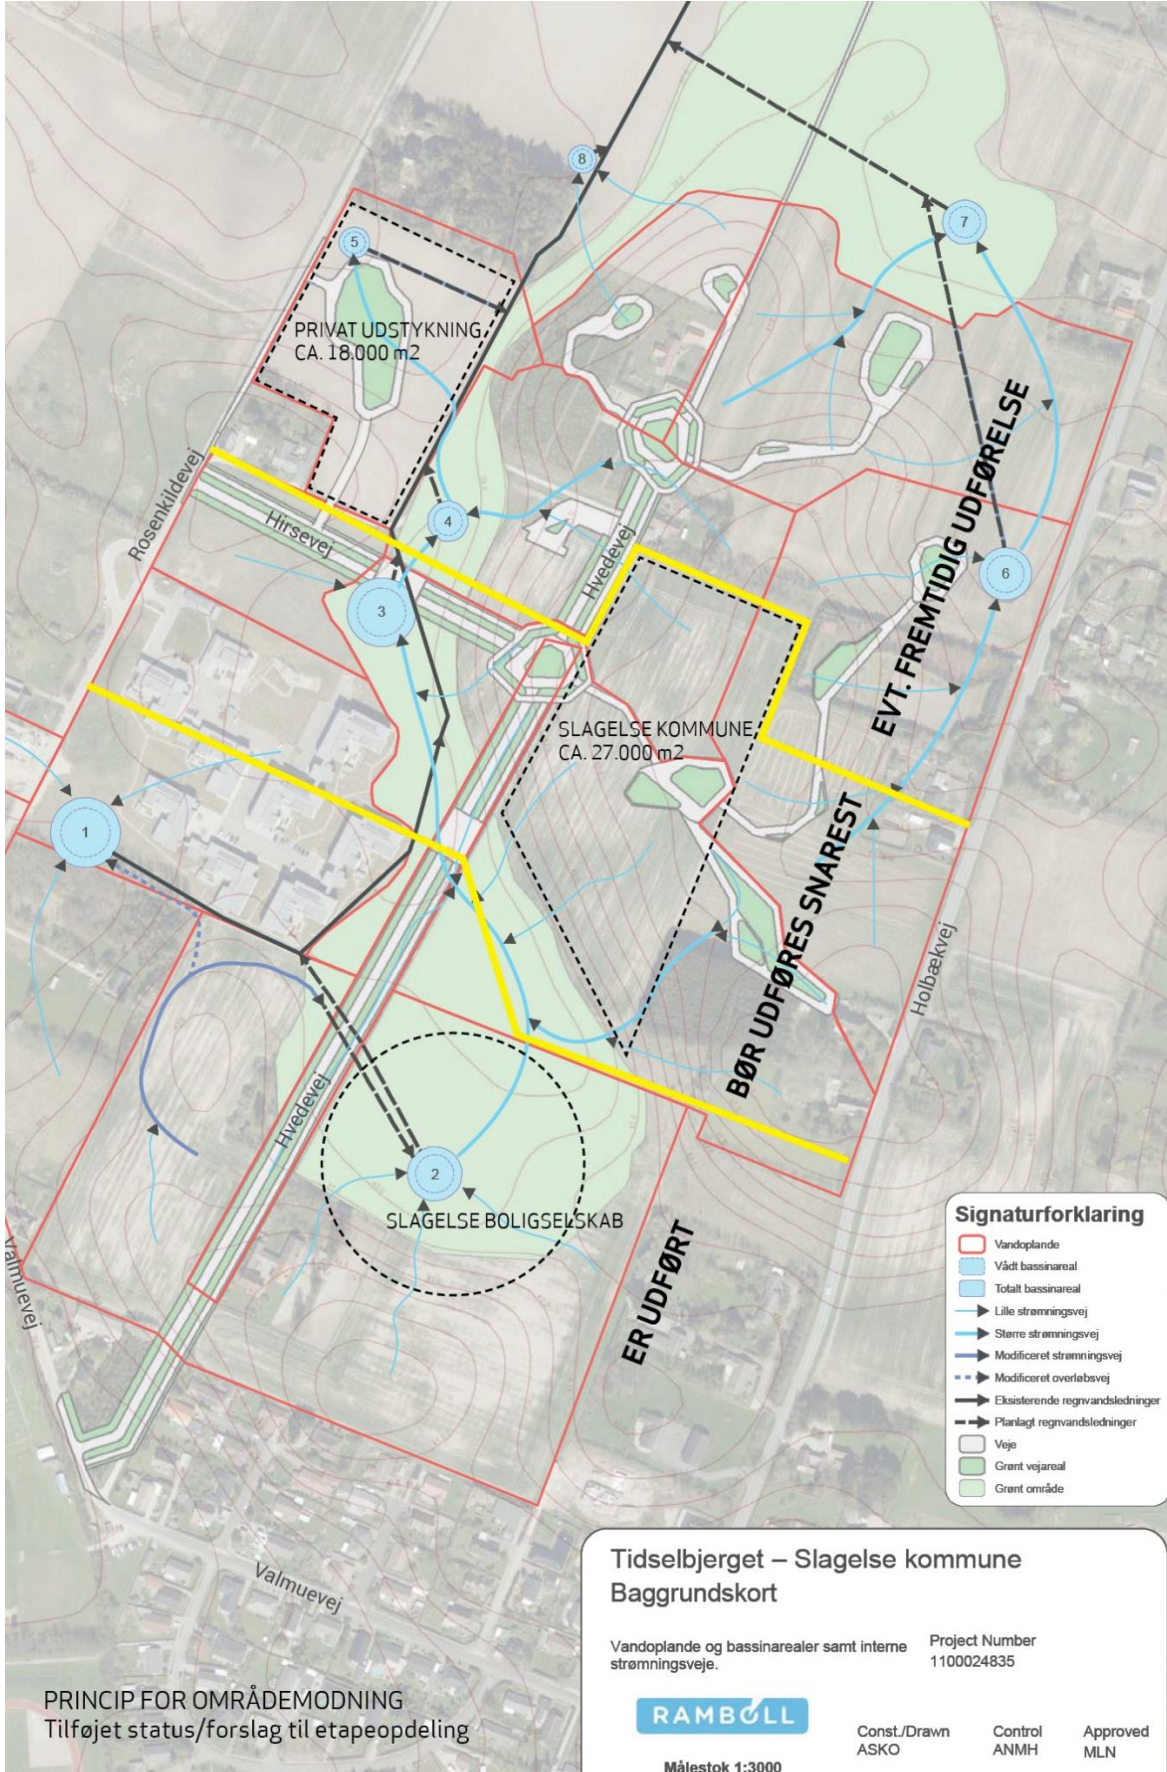 8
7
5
PRIVAT UDSTYKNING
CA. 18.000 m2
EVT. FREMTIDIG UDFØRELSE
Rosenkildevej
Hirsevej
4
Hvedevej
6
3
SLAGELSE KOMMUNE
CA. 27.000 m2
1
BØR UDFØRES SNAREST
Holbækvej
Hvedevej
2
SLAGELSE BOLIGSELSKAB
ER UDFØRT
Valmuevej
Signaturforklaring
Vandoplande
Vådt bassinareal
Totalt bassinareal
Lille strømningsvej
Større strømningsvej
Modificeret strømningsvej
Modificeret overløbsvej
Eksisterende regnvandsledninger
Planlagt regnvandsledninger
Veje
Grønt vejareal
Grønt område
Valmuevej
Tidselbjerget – Slagelse kommune
Baggrundskort
Vandoplande og bassinarealer samt interne
strømningsveje.
Project Number
1100024835
RAMBOLL
Const./Drawn
ASKO
Control
ANMH
Approved
MLN
Målestok 1:3000
PRINCIP FOR OMRÅDEMODNING
Tilføjet status/forslag til etapeopdeling